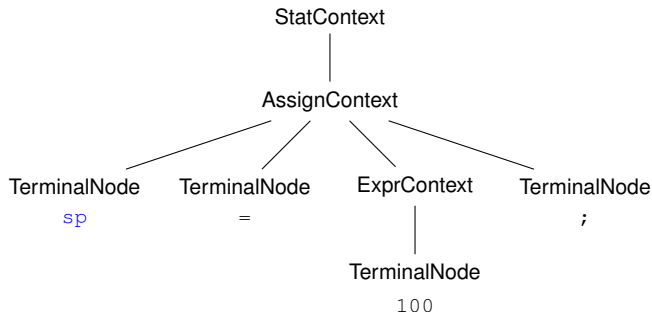 StatContext
AssignContext
TerminalNode TerminalNode ExprContext TerminalNode
sp = ;
TerminalNode
100